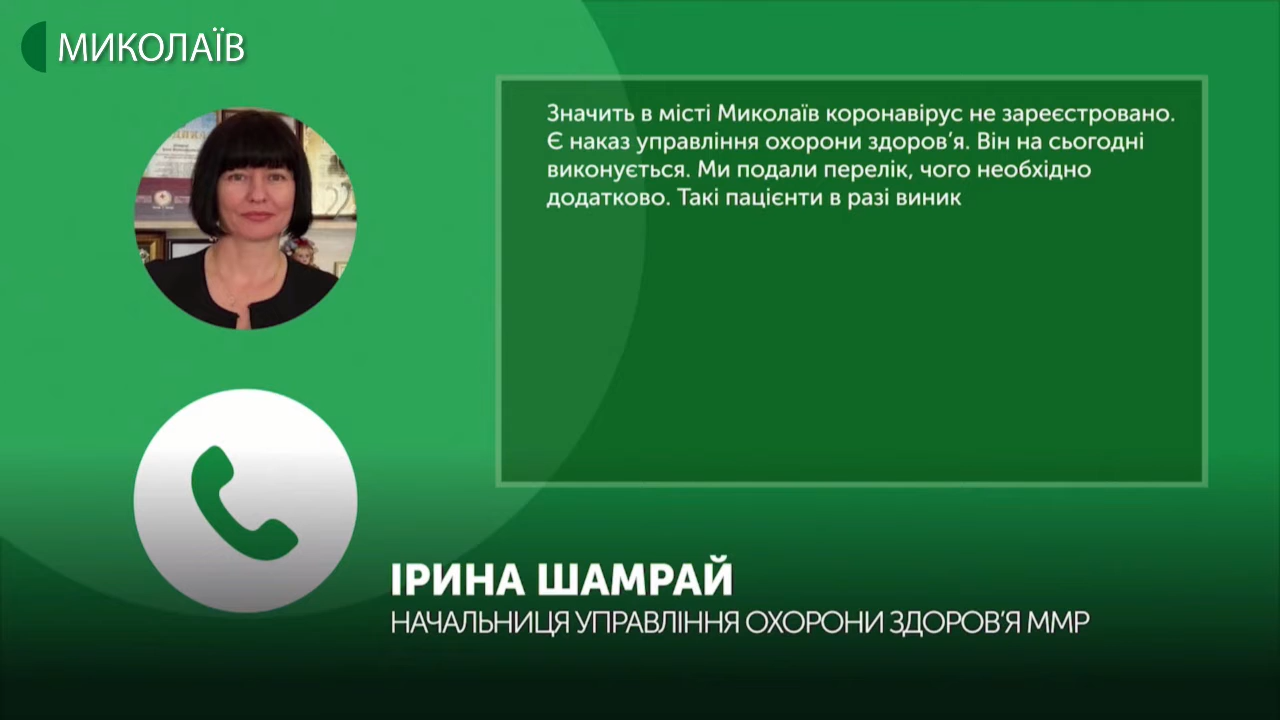 МИКОЛАЇВ
Значить в місті Миколаїв коронавірус не зареєстровано.
Є наказ управління охорони здоров’я. Він на сьогодні
виконується. Ми подали перелік, чого необхідно
додатково. Такі пацієнти в разі виник
ІРИНА ШАМРАЙ
НАЧАЛЬНИЦЯ УПРАВЛІННЯ ОХОРОНИ ЗДОРОВ’Я ММР